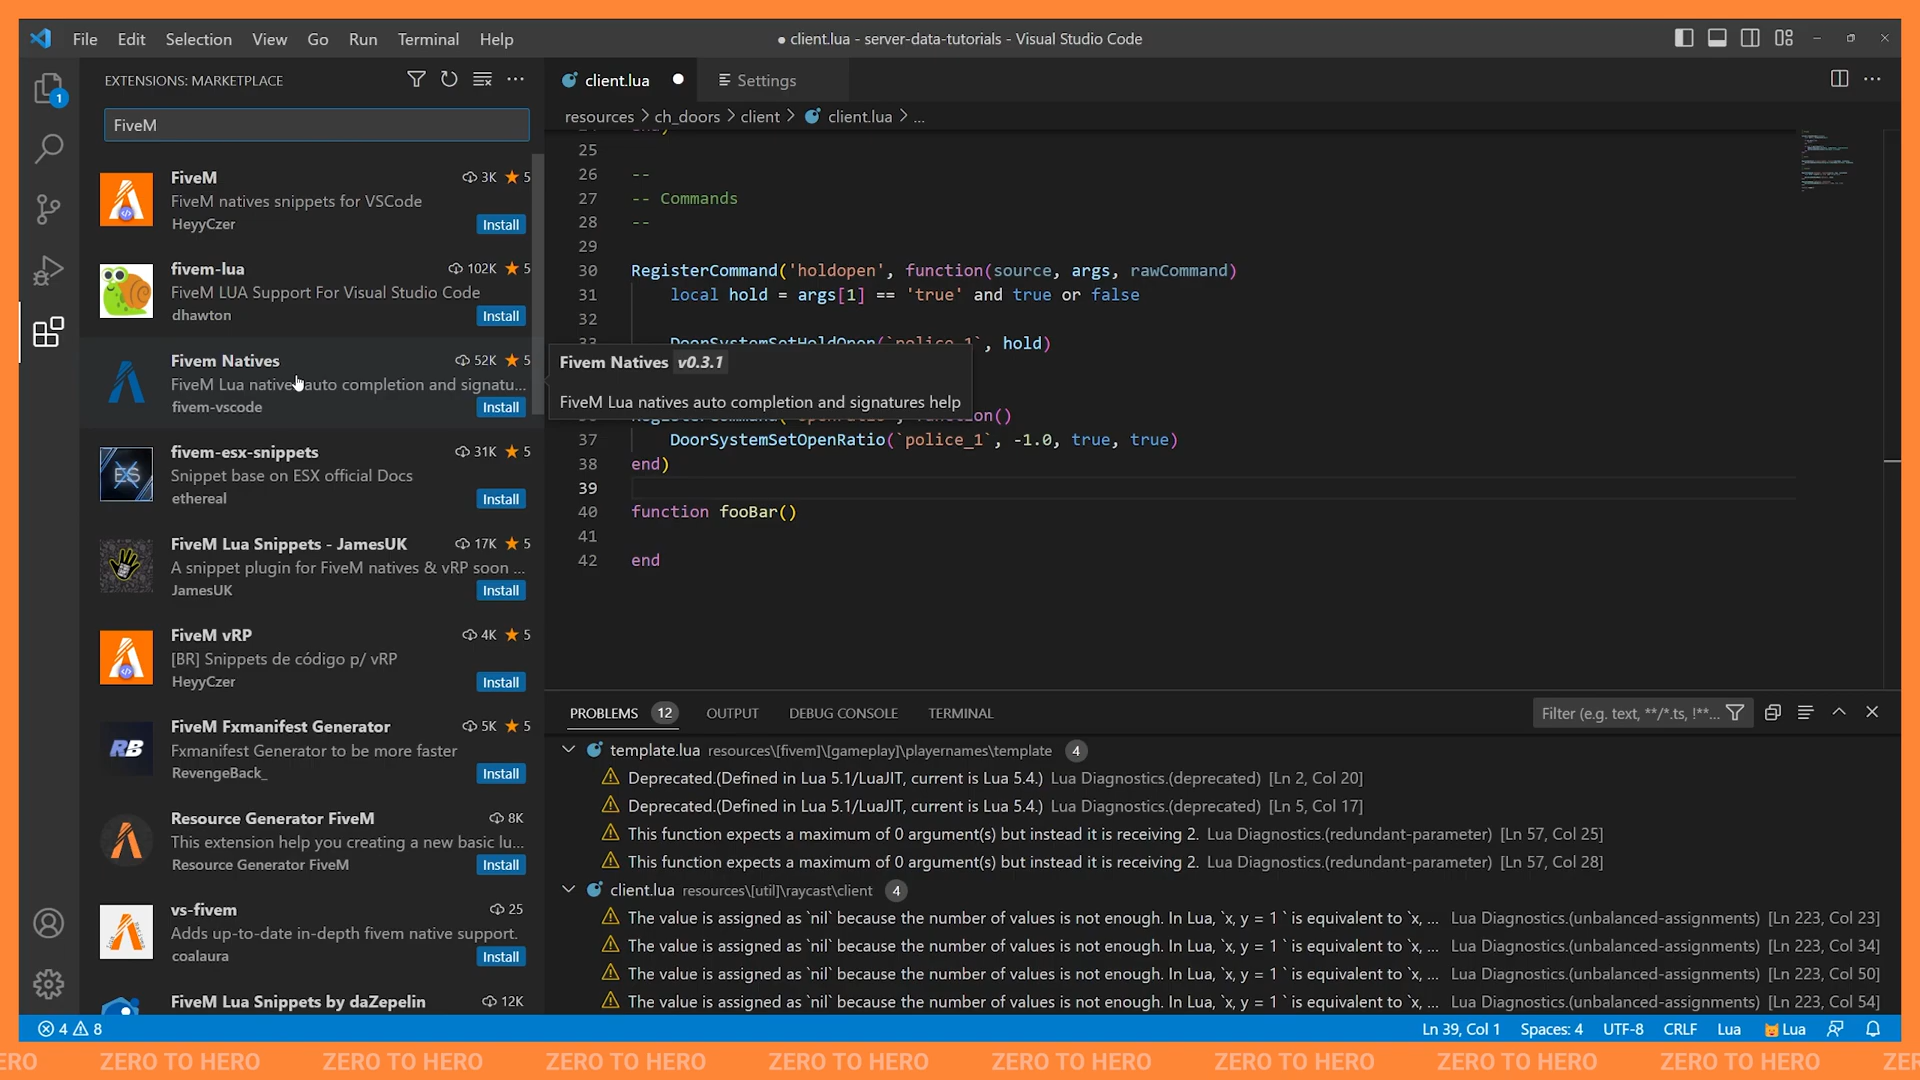 File Edit Selection View Go Run Terminal Help
● client.lua - server-data-tutorials - Visual Studio Code
EXTENSIONS: MARKETPLACE
FiveM
1
FiveM 3K ★ 5
FiveM natives snippets for VSCode
HeyyCzer Install
fivem-lua 102K ★ 5
FiveM LUA Support For Visual Studio Code
dhawton Install
Fivem Natives 52K ★ 5
FiveM Lua native auto completion and signatu...
fivem-vscode Install
fivem-esx-snippets 31K ★ 5
Snippet base on ESX official Docs
ethereal Install
ES
FiveM Lua Snippets - JamesUK 17K ★ 5
A snippet plugin for FiveM natives & vRP soon ...
JamesUK Install
FiveM vRP 4K ★ 5
[BR] Snippets de código p/ vRP
HeyyCzer Install
FiveM Fxmanifest Generator 5K ★ 5
Fxmanifest Generator to be more faster
RevengeBack_ Install
RB
Resource Generator FiveM 8K
This extension help you creating a new basic lu...
Resource Generator FiveM Install
vs-fivem 25
Adds up-to-date in-depth fivem native support.
coalaura Install
FiveM Lua Snippets by daZepelin 12K
client.lua ● Settings
resources > ch_doors > client > client.lua > ...
25
26 --
27 -- Commands
28 --
29
30 RegisterCommand('holdopen', function(source, args, rawCommand)
31 local hold = args[1] == 'true' and true or false
32
33 DoorSystemSetHoldOpen(`police_1`, hold)
Fivem Natives v0.3.1
FiveM Lua natives auto completion and signatures help
37 DoorSystemSetOpenRatio(`police_1`, -1.0, true, true)
38 end)
39
40 function fooBar()
41
42 end
PROBLEMS 12 OUTPUT DEBUG CONSOLE TERMINAL Filter (e.g. text, **/*.ts, !**...
template.lua resources\[fivem]\[gameplay]\playernames\template 4
Deprecated.(Defined in Lua 5.1/LuaJIT, current is Lua 5.4.) Lua Diagnostics.(deprecated) [Ln 2, Col 20]
Deprecated.(Defined in Lua 5.1/LuaJIT, current is Lua 5.4.) Lua Diagnostics.(deprecated) [Ln 5, Col 17]
This function expects a maximum of 0 argument(s) but instead it is receiving 2. Lua Diagnostics.(redundant-parameter) [Ln 57, Col 25]
This function expects a maximum of 0 argument(s) but instead it is receiving 2. Lua Diagnostics.(redundant-parameter) [Ln 57, Col 28]
client.lua resources\[util]\raycast\client 4
The value is assigned as `nil` because the number of values is not enough. In Lua, `x, y = 1 ` is equivalent to `x, ... Lua Diagnostics.(unbalanced-assignments) [Ln 223, Col 23]
The value is assigned as `nil` because the number of values is not enough. In Lua, `x, y = 1 ` is equivalent to `x, ... Lua Diagnostics.(unbalanced-assignments) [Ln 223, Col 34]
The value is assigned as `nil` because the number of values is not enough. In Lua, `x, y = 1 ` is equivalent to `x, ... Lua Diagnostics.(unbalanced-assignments) [Ln 223, Col 50]
The value is assigned as `nil` because the number of values is not enough. In Lua, `x, y = 1 ` is equivalent to `x, ... Lua Diagnostics.(unbalanced-assignments) [Ln 223, Col 54]
4 8 Ln 39, Col 1 Spaces: 4 UTF-8 CRLF Lua Lua
ERO ZERO TO HERO ZERO TO HERO ZERO TO HERO ZERO TO HERO ZERO TO HERO ZERO TO HERO ZERO TO HERO ZERO TO HERO ZER